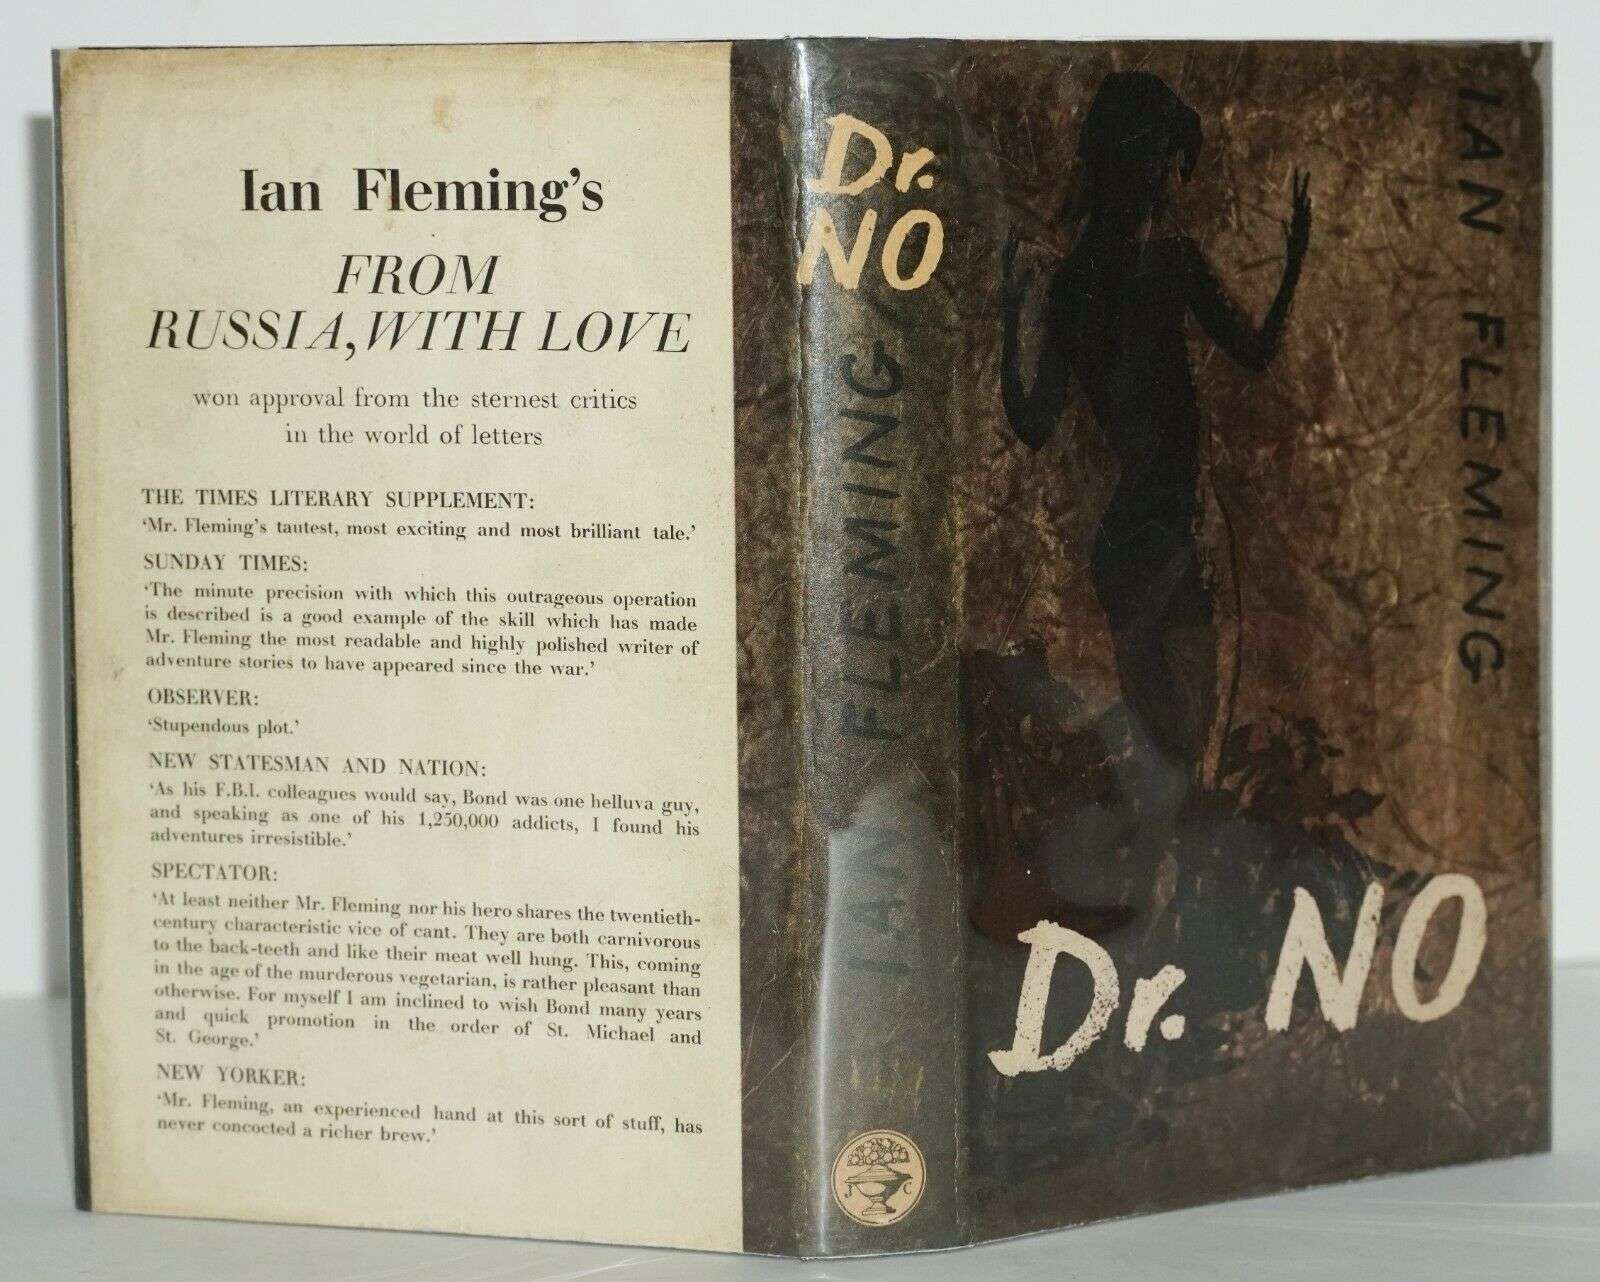 Ian Fleming's
FROM
RUSSIA, WITH LOVE
won approval from the sternest critics
in the world of letters
THE TIMES LITERARY SUPPLEMENT:
'Mr. Fleming's tautest, most exciting and most brilliant tale.'
SUNDAY TIMES:
'The minute precision with which this outrageous operation
is described is a good example of the skill which has made
Mr. Fleming the most readable and highly polished writer of
adventure stories to have appeared since the war.'
OBSERVER:
'Stupendous plot.'
NEW STATESMAN AND NATION:
'As his F.B.I. colleagues would say, Bond was one helluva guy,
and speaking as one of his 1,250,000 addicts, I found his
adventures irresistible.'
SPECTATOR:
'At least neither Mr. Fleming nor his hero shares the twentieth-
century characteristic vice of cant. They are both carnivorous
to the back-teeth and like their meat well hung. This, coming
in the age of the murderous vegetarian, is rather pleasant than
otherwise. For myself I am inclined to wish Bond many years
and quick promotion in the order of St. Michael and
St. George.'
NEW YORKER:
'Mr. Fleming, an experienced hand at this sort of stuff, has
never concocted a richer brew.'
Dr.
NO
IAN FLEMING
J C
IAN FLEMING
Dr. NO